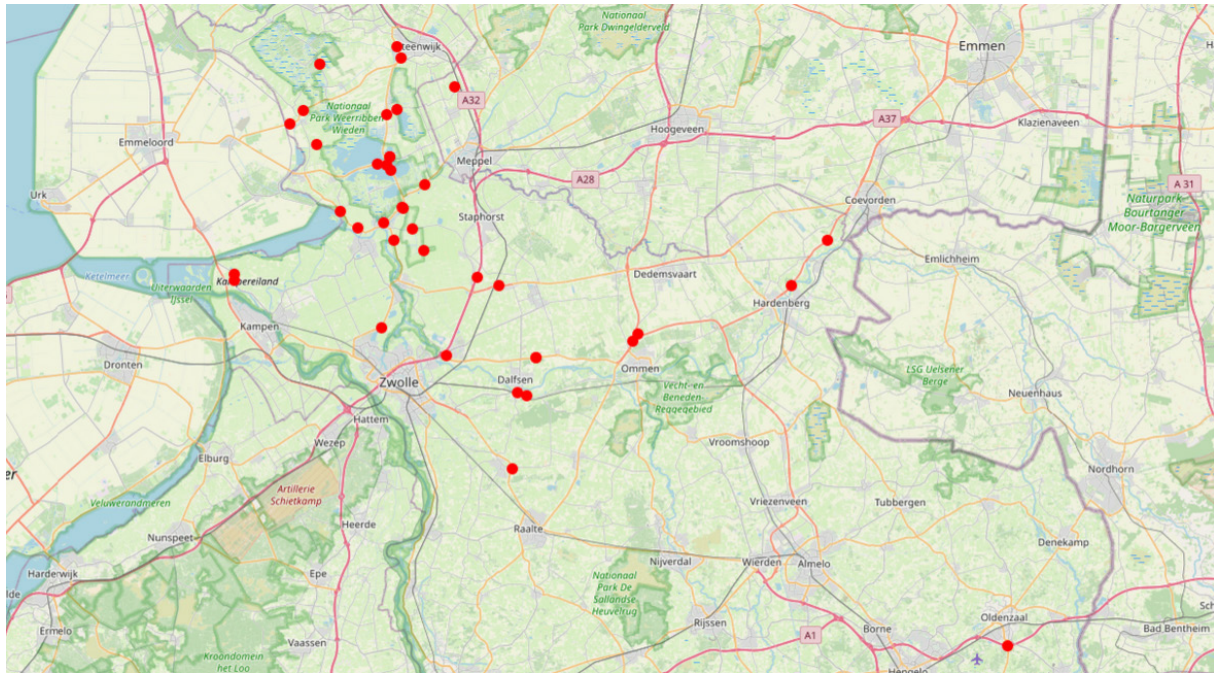 Nationaal
Park Dwingelderveld
Emmen
Steenwijk
A32
Nationaal
Park Weerribben-
Wieden
Emmeloord
Hoogeveen
A37
Klazienaveen
Meppel
A28
A 31
Urk
Staphorst
Coevorden
Naturpark
Bourtanger
Moor-Bargerveen
Ketelmeer
Kampereiland
Uiterwaarden
IJssel
Dedemsvaart
Emlichheim
Hardenberg
Kampen
Dronten
Zwolle
Dalfsen
Ommen
LSG Uelsener
Berge
Vecht- en
Beneden-
Reggegebied
Neuenhaus
Hattem
Wezep
Vroomshoop
Elburg
Nordhorn
Artillerie
Schietkamp
Veluwerandmeren
Vriezenveen
Tubbergen
Heerde
Nunspeet
Raalte
Denekamp
Harderwijk
Epe
Nijverdal
Wierden
Almelo
Nationaal
Park De
Sallandse
Heuvelrug
Oldenzaal
Ermelo
Vaassen
Rijssen
A1
Borne
Bad Bentheim
Kroondomein
het Loo
Hengelo